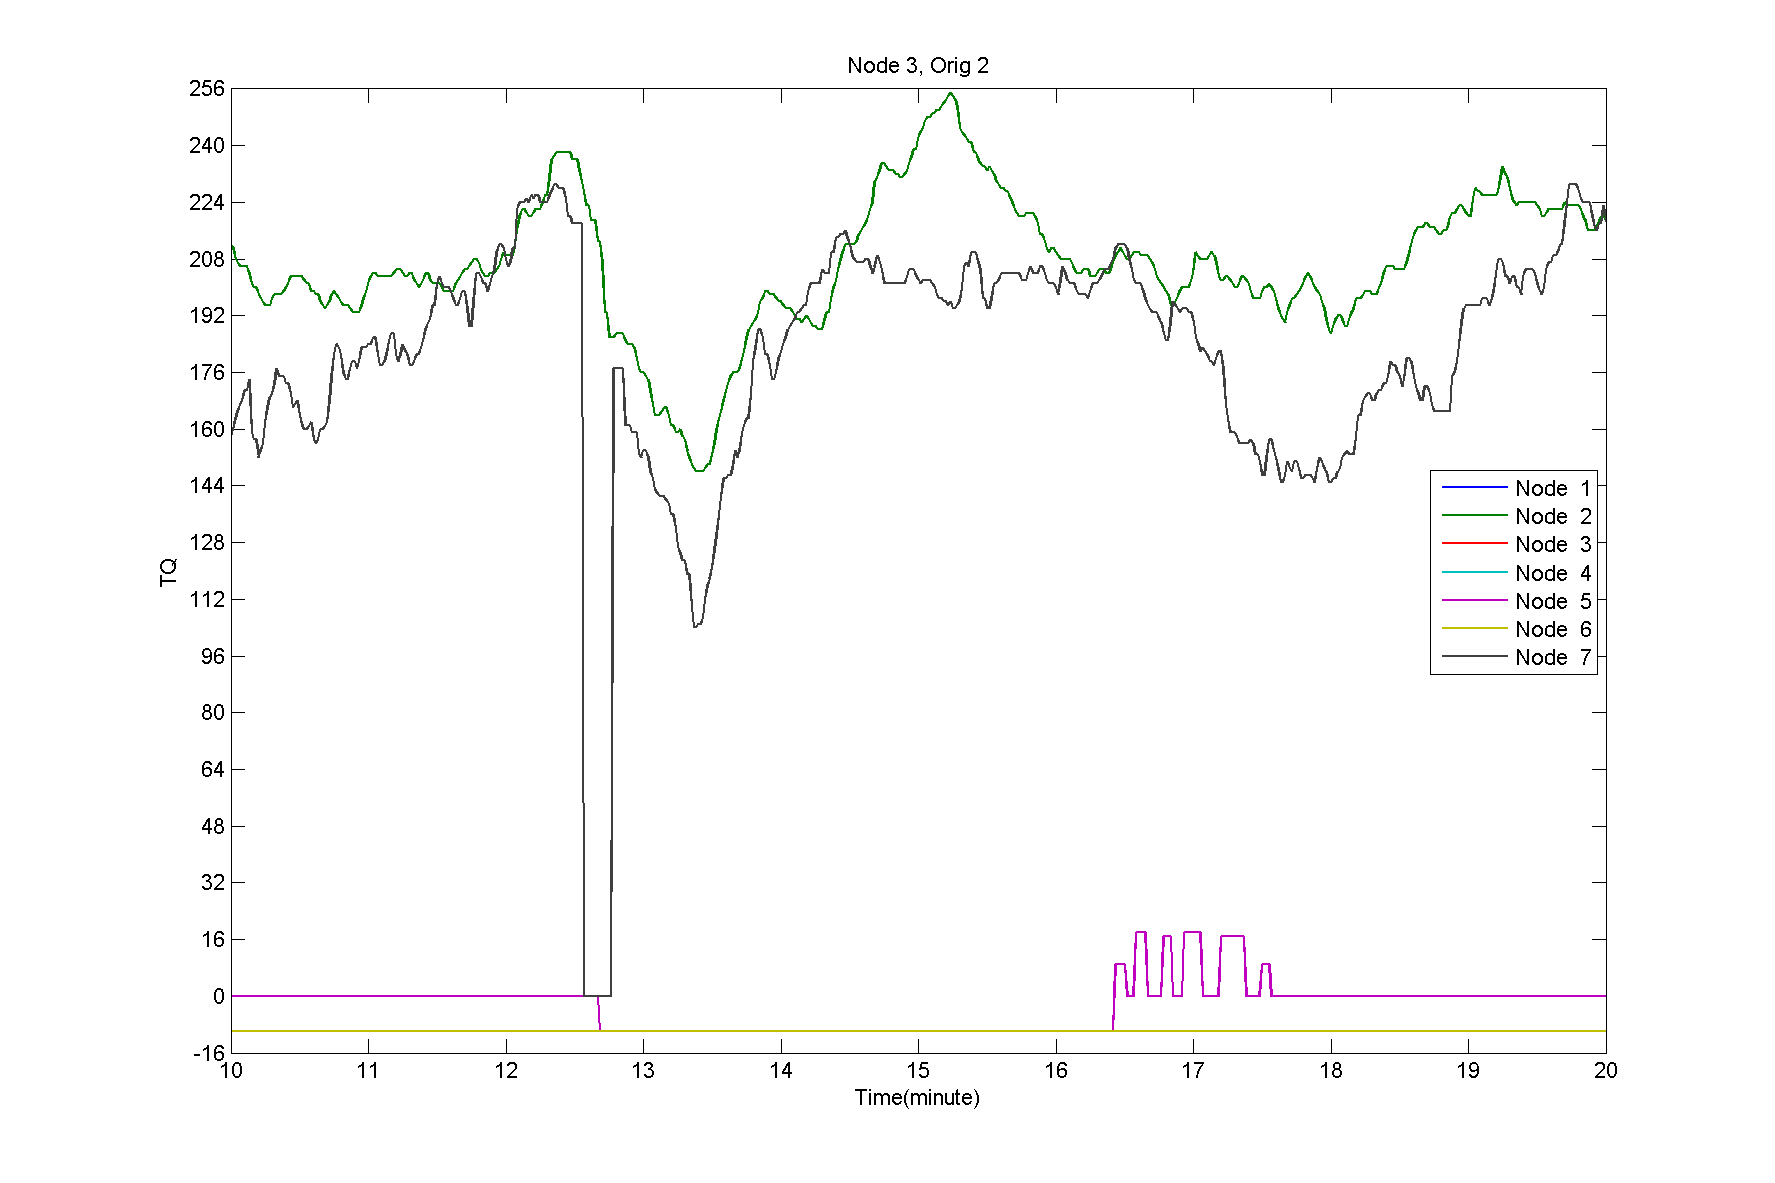 Node 3, Orig 2
256
240
224
208
192
176
160
144
128
112
96
80
64
48
32
16
0
-16
TQ
Node 1
Node 2
Node 3
Node 4
Node 5
Node 6
Node 7
10 11 12 13 14 15 16 17 18 19 20
Time(minute)